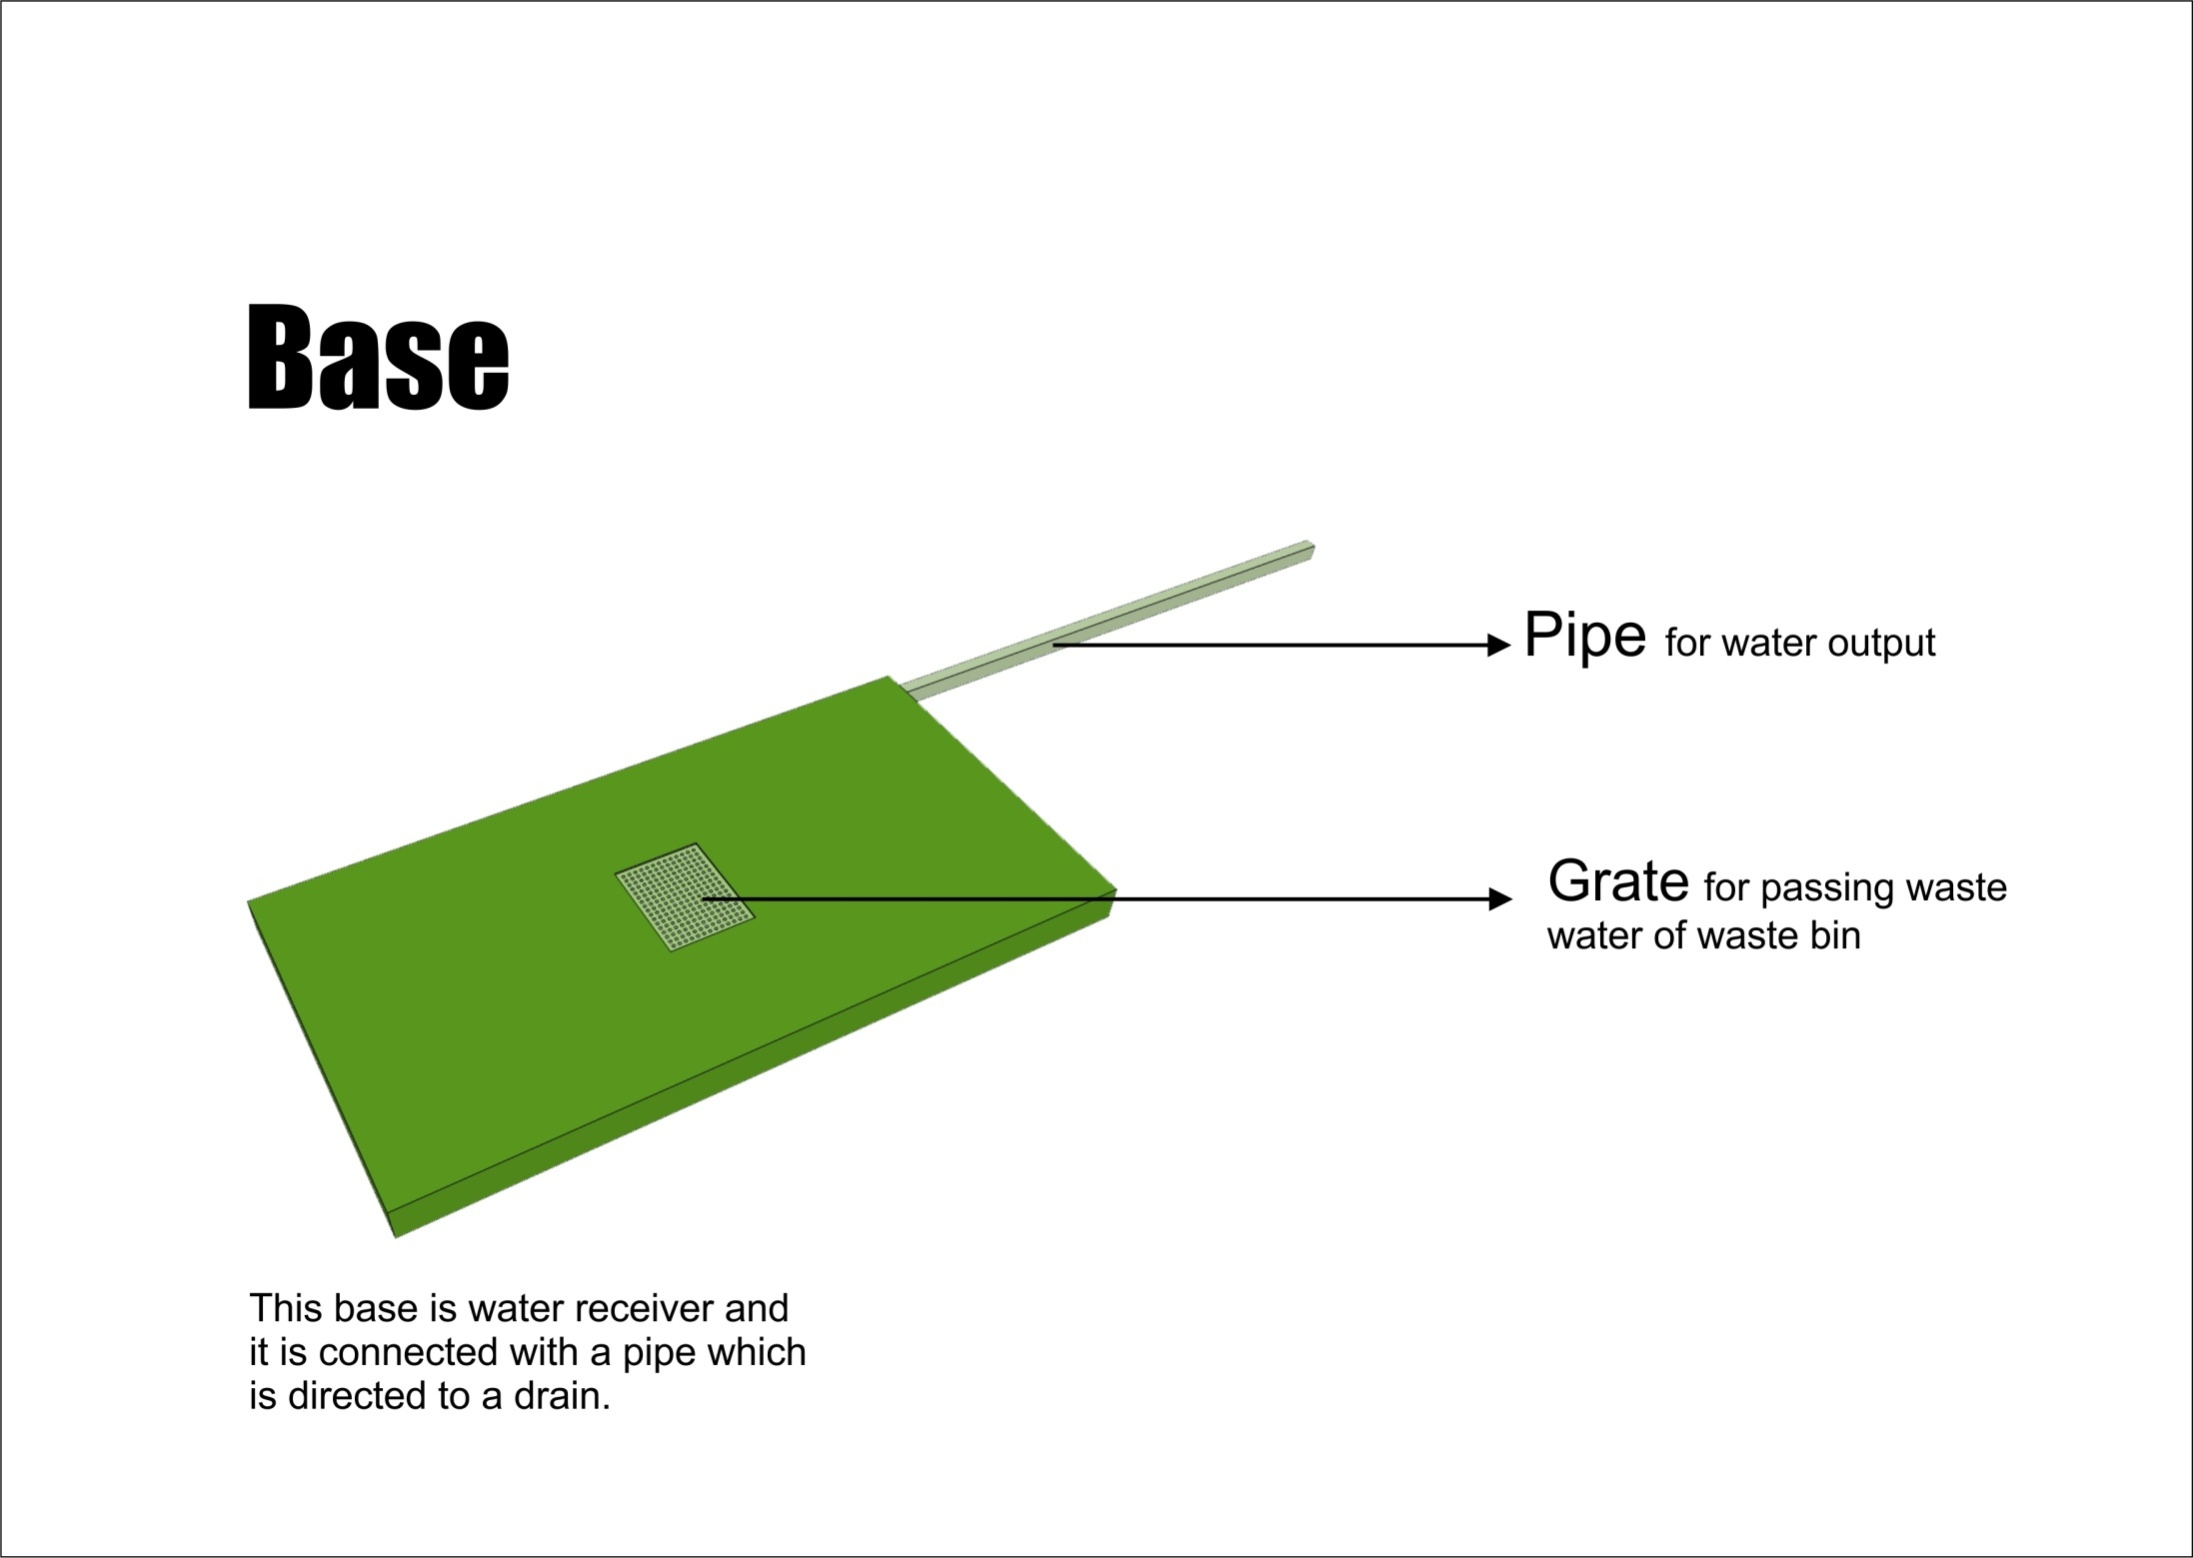 Base
Pipe for water output
Grate for passing waste
water of waste bin
This base is water receiver and
it is connected with a pipe which
is directed to a drain.